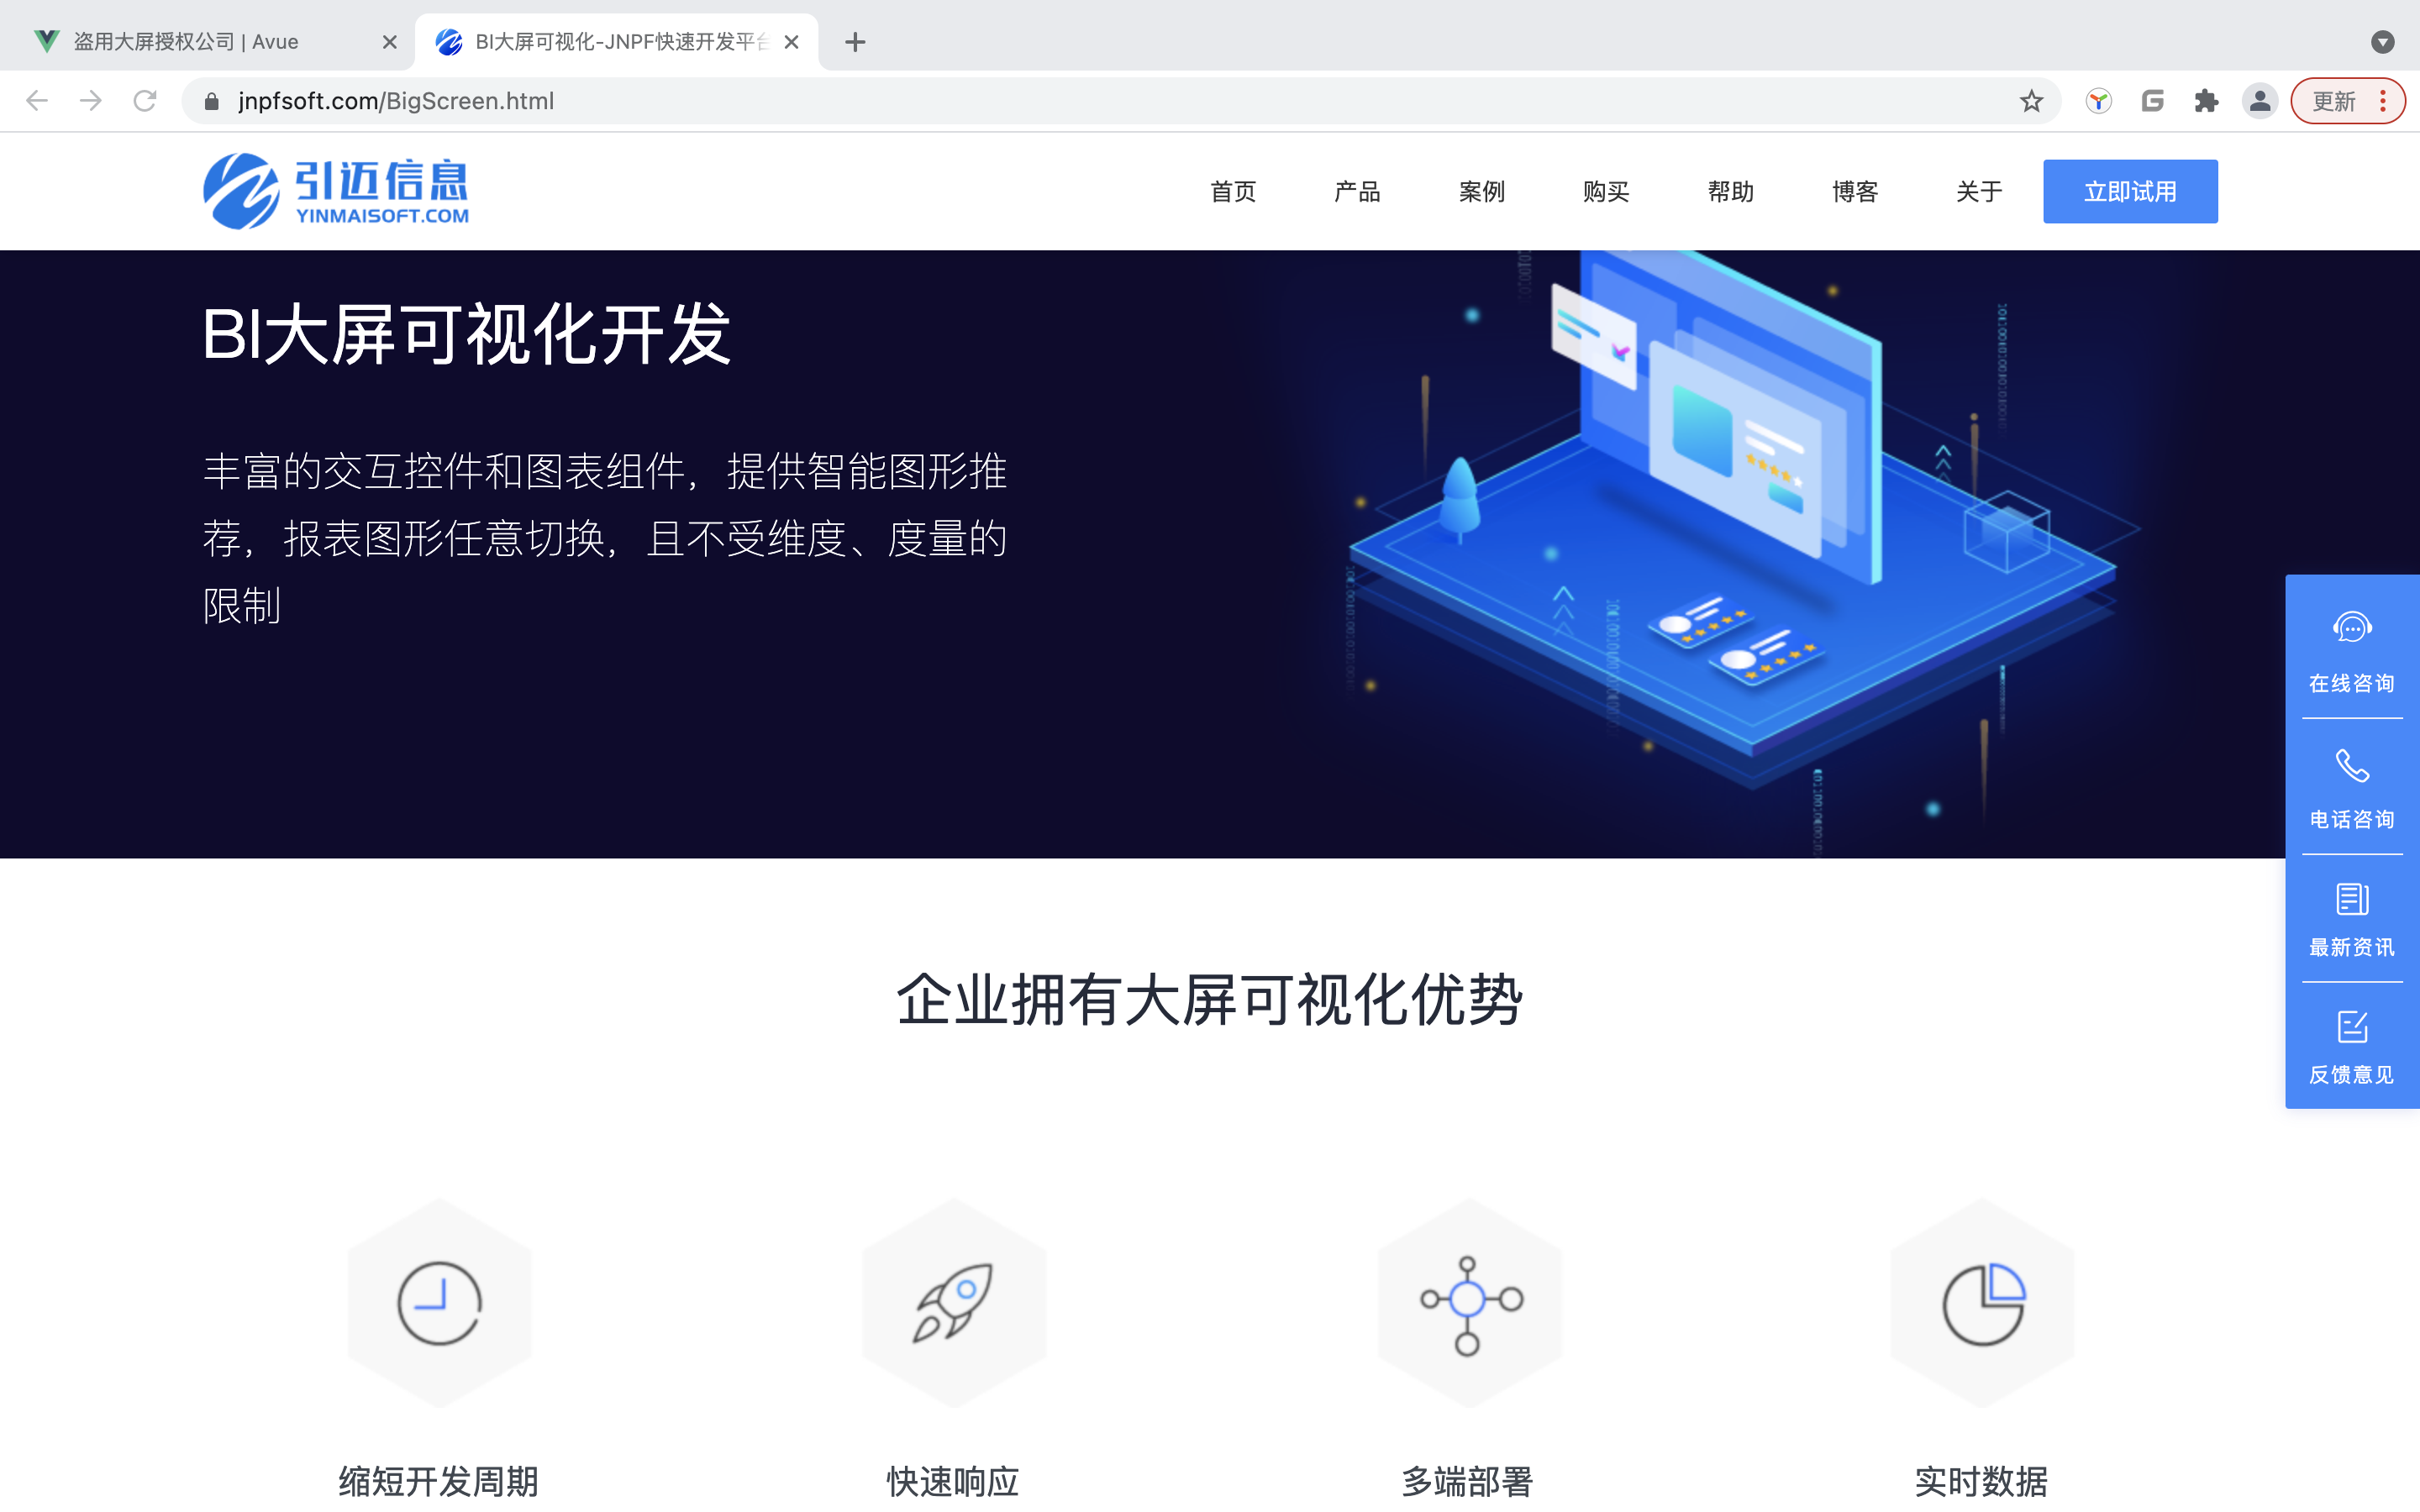 盗用大屏授权公司 | Avue
BI大屏可视化-JNPF快速开发平台
jnpfsoft.com/BigScreen.html
更新
引迈信息
YINMAISOFT.COM
首页
产品
案例
购买
帮助
博客
关于
立即试用
BI大屏可视化开发
丰富的交互控件和图表组件，提供智能图形推
荐，报表图形任意切换，且不受维度、度量的
限制
在线咨询
电话咨询
最新资讯
反馈意见
企业拥有大屏可视化优势
缩短开发周期
快速响应
多端部署
实时数据